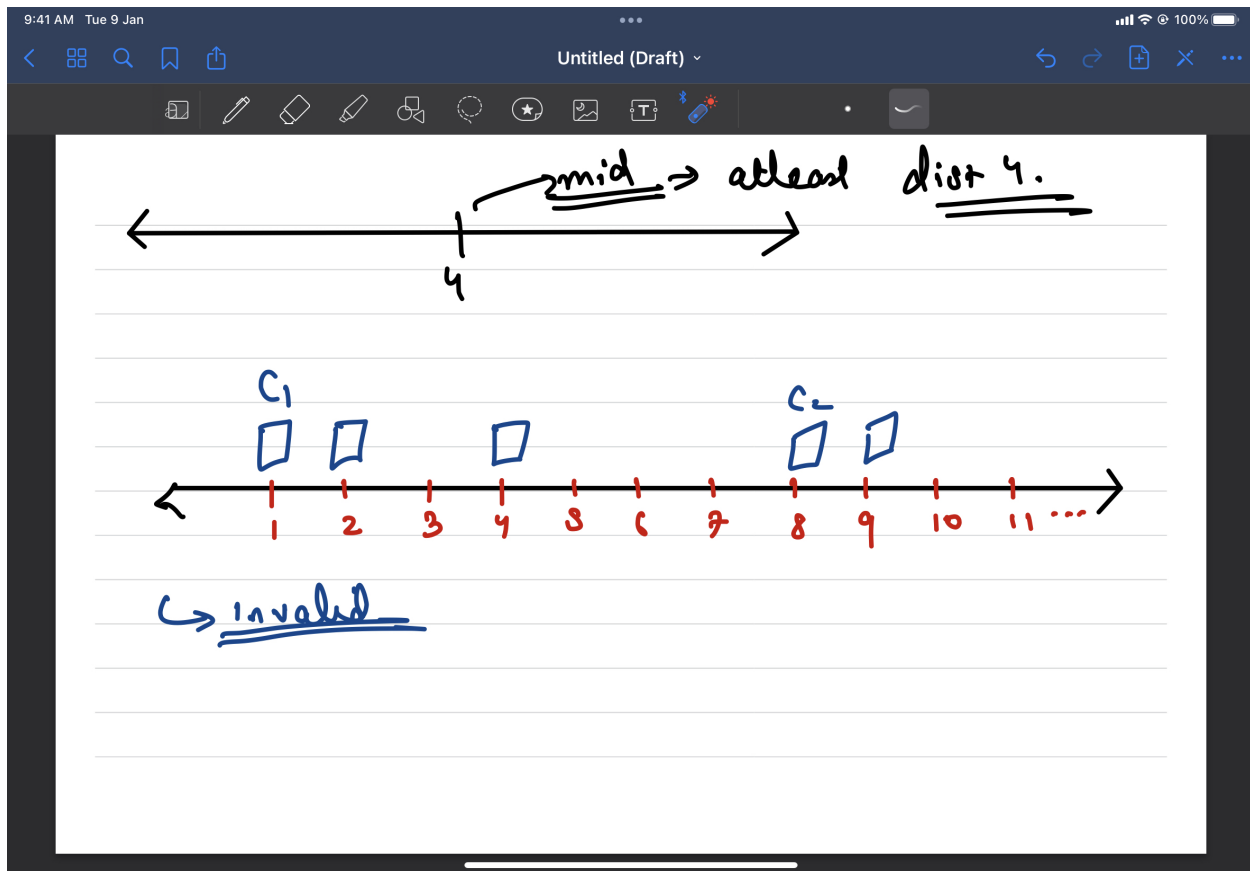 9:41 AM Tue 9 Jan
100%
Untitled (Draft)
T
mid → atleast dist 4.
4
C1 C2
1 2 3 4 5 6 7 8 9 10 11 ....
↳ invalid